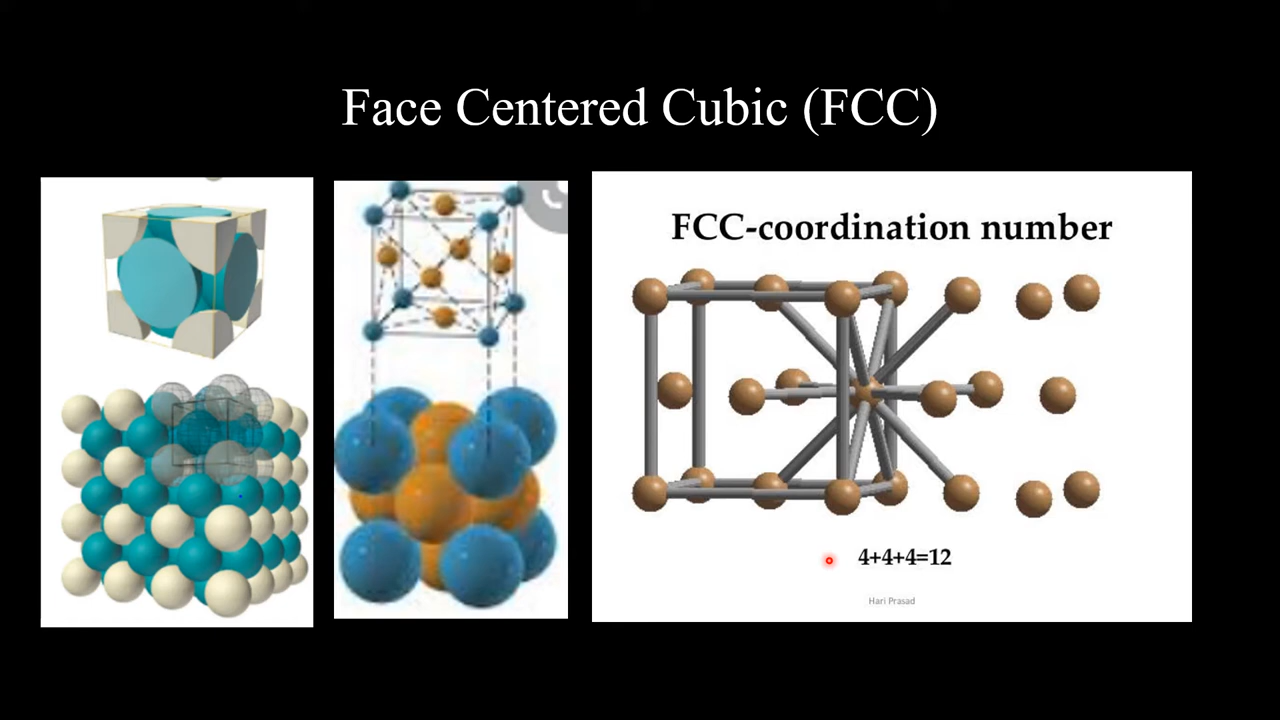 Face Centered Cubic (FCC)
FCC-coordination number
4+4+4=12
Hari Prasad